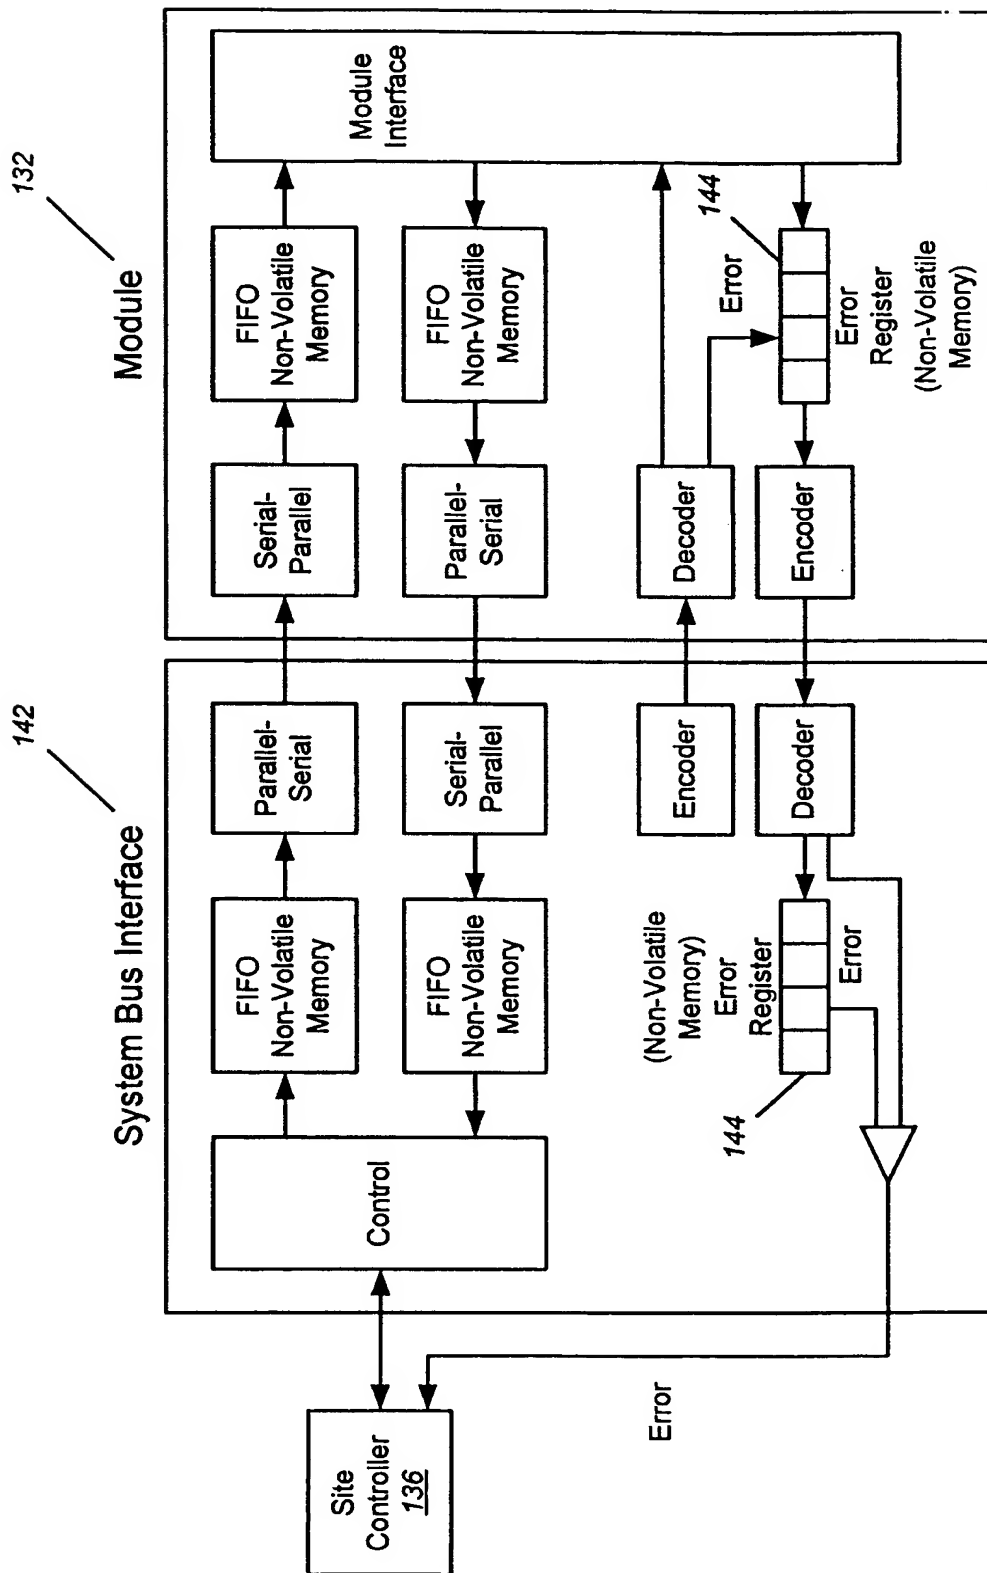 142
132
System Bus Interface
Module
Site
Controller
136
Control
FIFO
Non-Volatile
Memory
Parallel-
Serial
Serial-
Parallel
FIFO
Non-Volatile
Memory
Module
Interface
FIFO
Non-Volatile
Memory
Serial-
Parallel
Parallel-
Serial
FIFO
Non-Volatile
Memory
Encoder
Decoder
Error
144
(Non-Volatile
Memory)
Error
Register
144
Error
Decoder
Encoder
Error
Register
(Non-Volatile
Memory)
Error